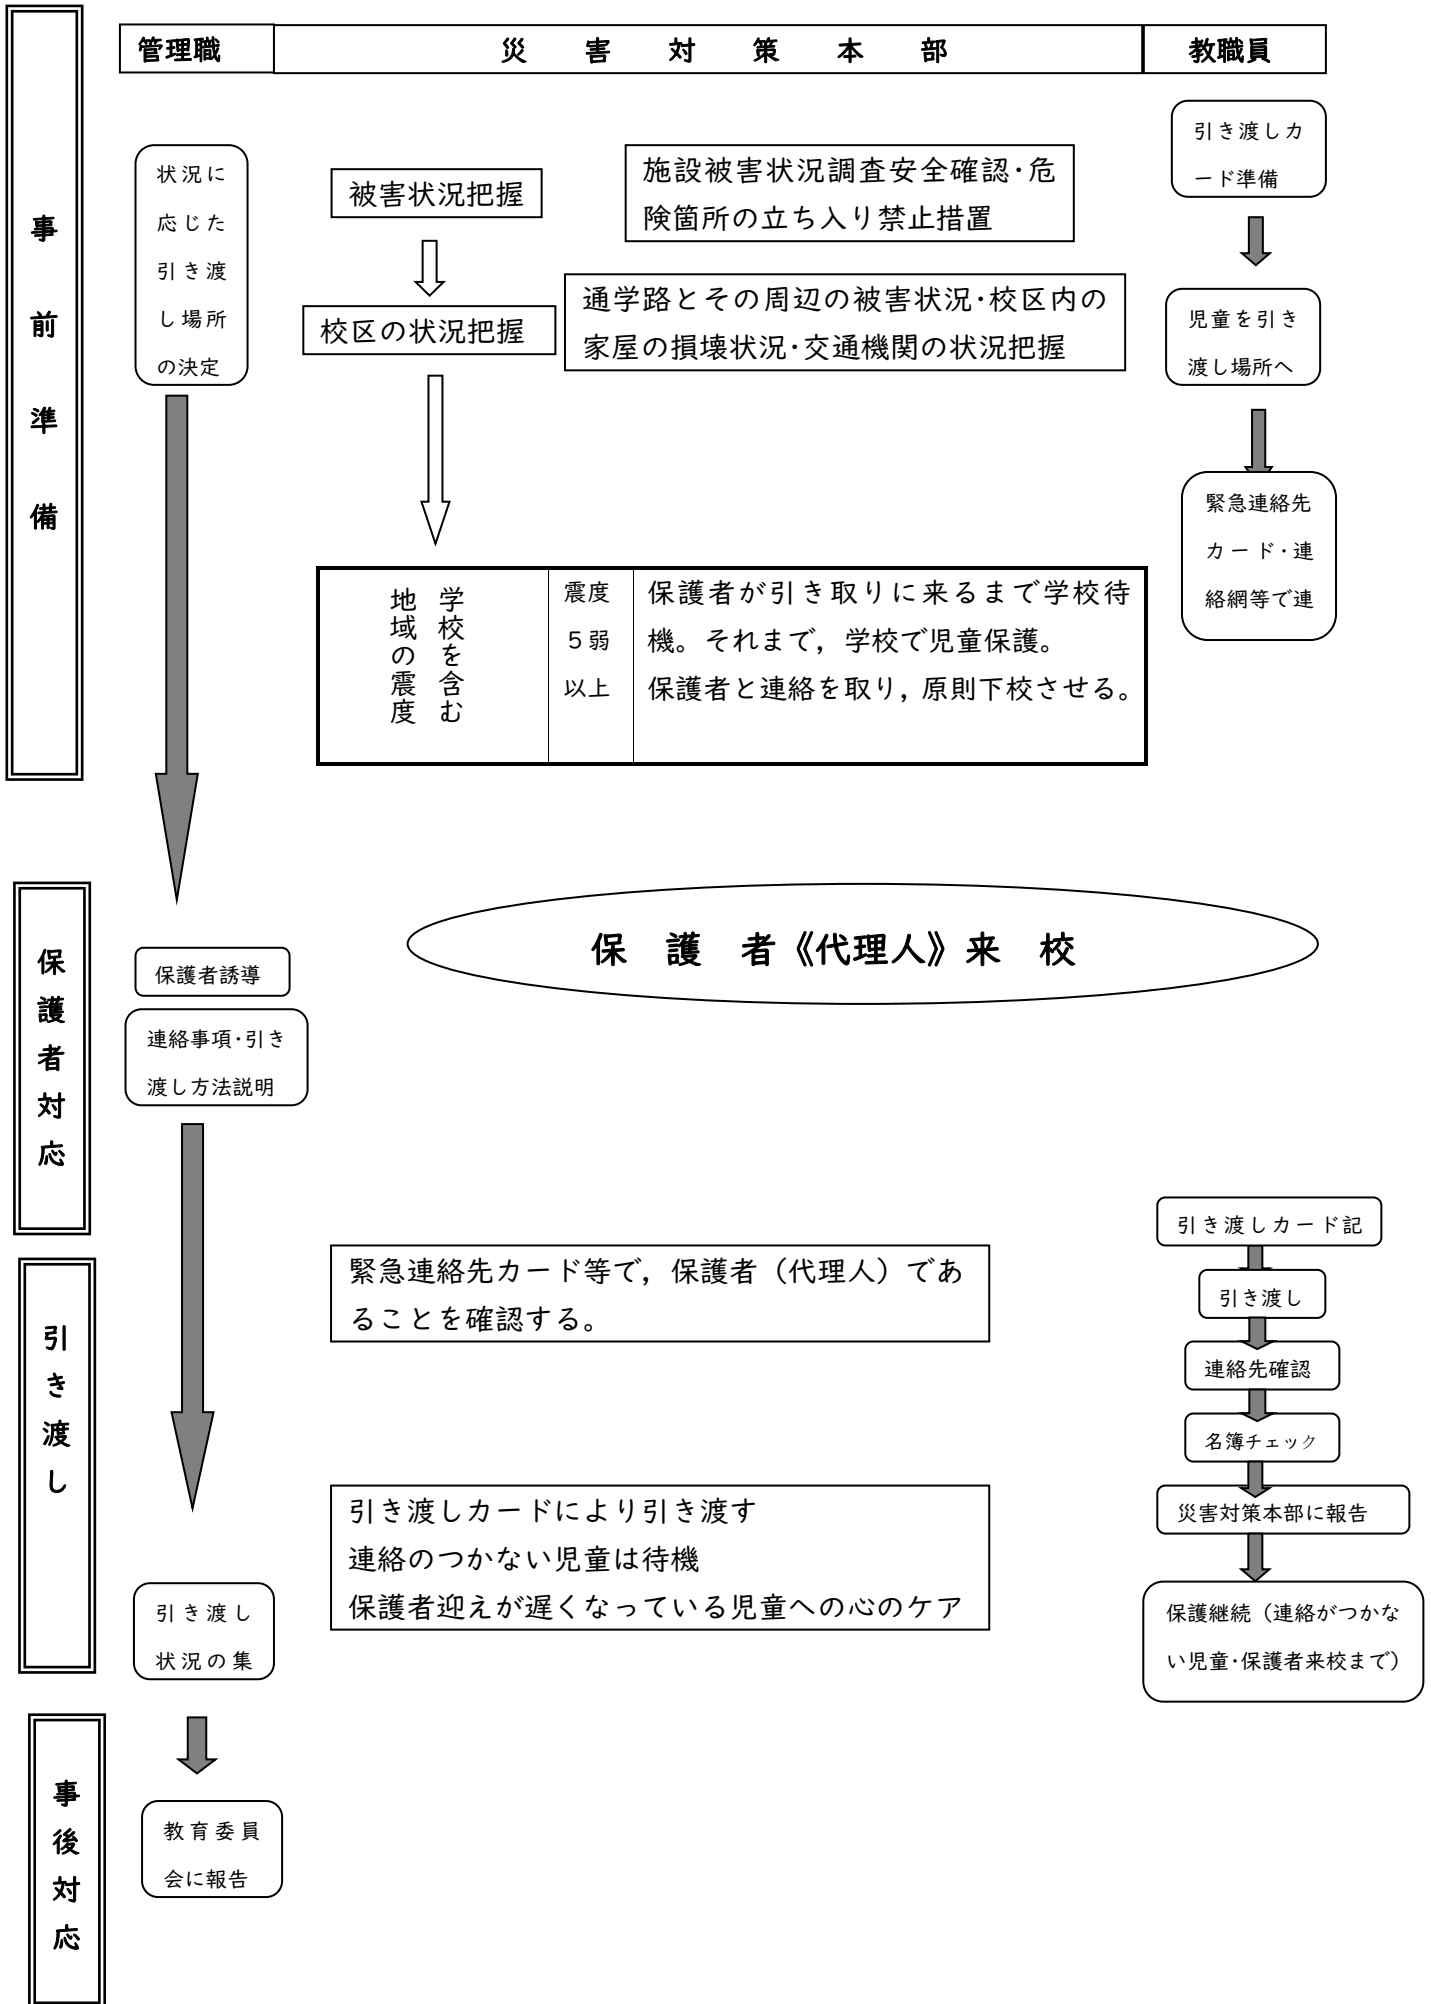 管理職
災害対策本部
教職員
事前準備
状況に
応じた
引き渡
し場所
の決定
被害状況把握
施設被害状況調査安全確認・危
険箇所の立ち入り禁止措置
校区の状況把握
通学路とその周辺の被害状況・校区内の
家屋の損壊状況・交通機関の状況把握
引き渡しカ
ード準備
児童を引き
渡し場所へ
緊急連絡先
カード・連
絡網等で連
学校を含む
地域の震度
震度
５弱
以上
保護者が引き取りに来るまで学校待
機。それまで，学校で児童保護。
保護者と連絡を取り，原則下校させる。
保護者対応
保護者《代理人》来校
保護者誘導
連絡事項・引き
渡し方法説明
引き渡し
緊急連絡先カード等で，保護者（代理人）であ
ることを確認する。
引き渡しカードにより引き渡す
連絡のつかない児童は待機
保護者迎えが遅くなっている児童への心のケア
引き渡しカード記
引き渡し
連絡先確認
名簿チェック
災害対策本部に報告
保護継続（連絡がつかな
い児童・保護者来校まで）
引き渡し
状況の集
事後対応
教育委員
会に報告